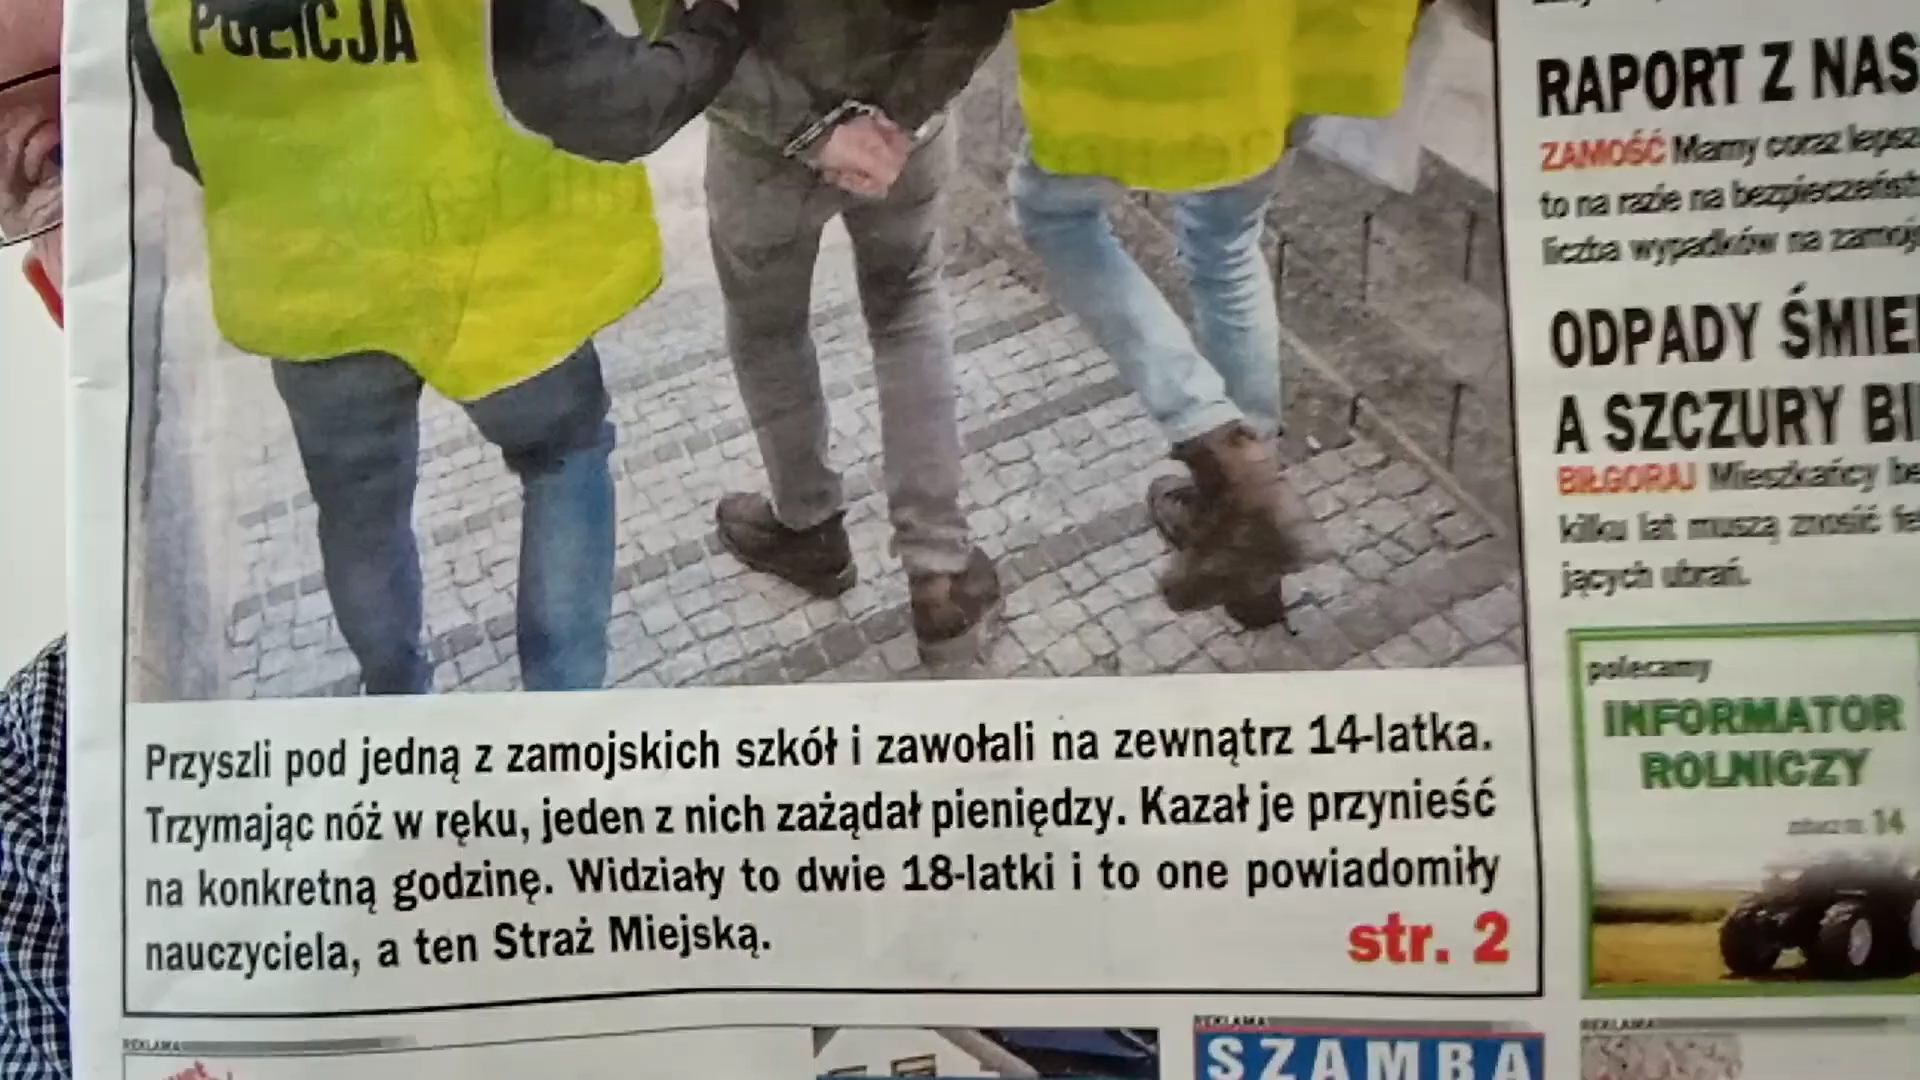 POLICJA
Przyszli pod jedną z zamojskich szkół i zawołali na zewnątrz 14-latka.
Trzymając nóż w ręku, jeden z nich zażądał pieniędzy. Kazał je przynieść
na konkretną godzinę. Widziały to dwie 18-latki i to one powiadomiły
nauczyciela, a ten Straż Miejską.
str. 2
RAPORT Z NAS
ZAMOŚĆ Mamy coraz lepsz
to na razie na bezpieczeńst
liczba wypadków na zamoj
ODPADY ŚMIE
A SZCZURY BI
BIŁGORAJ Mieszkańcy be
kilku lat muszą znosić
jących ubrań.
polecamy
INFORMATOR
ROLNICZY
14
REKLAMA
REKLAMA
SZAMBA
REKLAMA